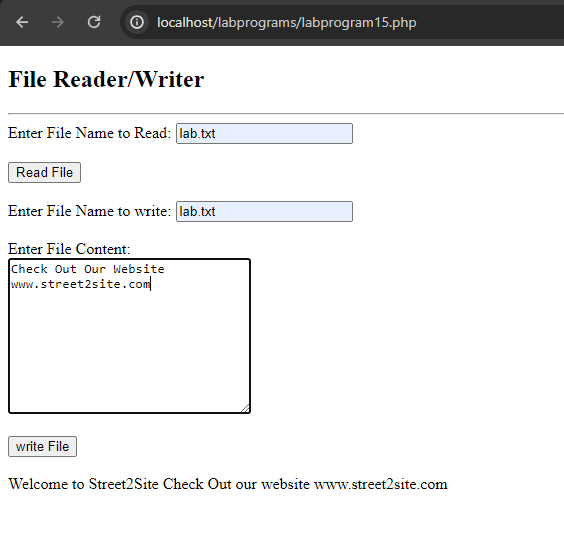 localhost/labprograms/labprogram15.php
File Reader/Writer
Enter File Name to Read: lab.txt
Read File
Enter File Name to write: lab.txt
Enter File Content:
Check Out Our Website
www.street2site.com
write File
Welcome to Street2Site Check Out our website www.street2site.com